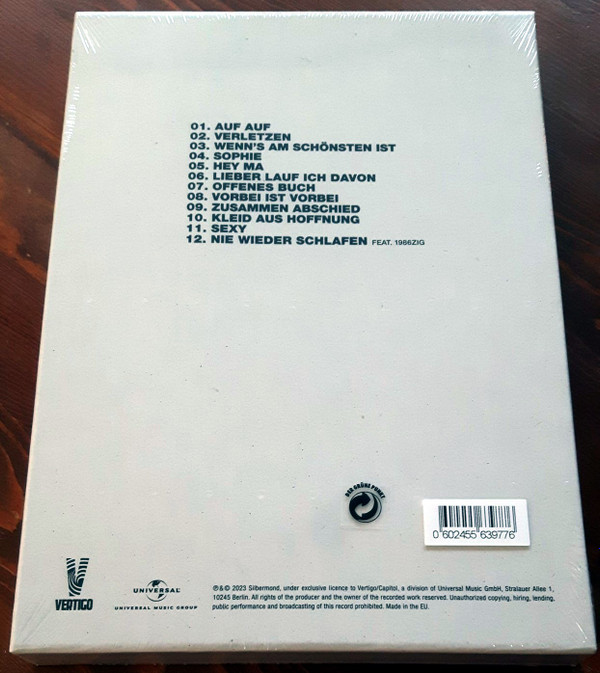 01. AUF AUF
02. VERLETZEN
03. WENN'S AM SCHÖNSTEN IST
04. SOPHIE
05. HEY MA
06. LIEBER LAUF ICH DAVON
07. OFFENES BUCH
08. VORBEI IST VORBEI
09. ZUSAMMEN ABSCHIED
10. KLEID AUS HOFFNUNG
11. SEXY
12. NIE WIEDER SCHLAFEN FEAT. 1986ZIG
DER GRÜNE PUNKT
0 602455 639776
VERTIGO
UNIVERSAL
UNIVERSAL MUSIC GROUP
℗&© 2023 Silbermond, under exclusive licence to Vertigo/Capitol, a division of Universal Music GmbH, Stralauer Allee 1,
10245 Berlin. All rights of the producer and the owner of the recorded work reserved. Unauthorized copying, hiring, lending,
public performance and broadcasting of this record prohibited. Made in the EU.